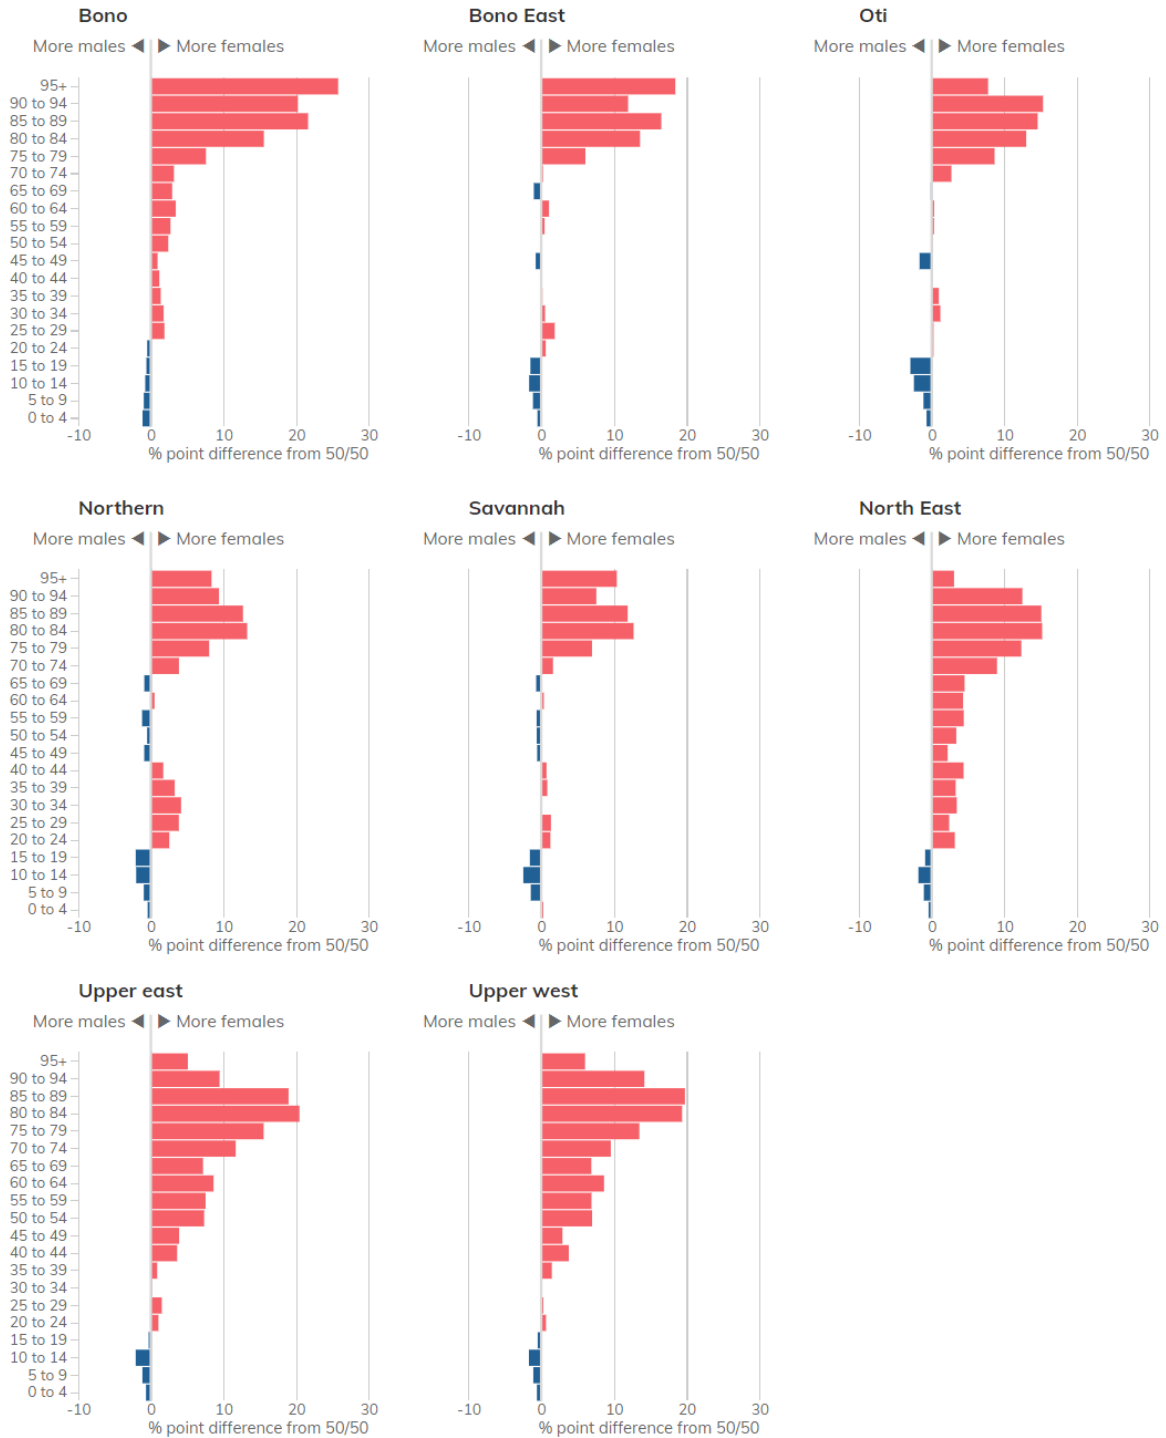 Bono
Bono East
Oti
More males ◀ ▶ More females
More males ◀ ▶ More females
More males ◀ ▶ More females
95+
90 to 94
85 to 89
80 to 84
75 to 79
70 to 74
65 to 69
60 to 64
55 to 59
50 to 54
45 to 49
40 to 44
35 to 39
30 to 34
25 to 29
20 to 24
15 to 19
10 to 14
5 to 9
0 to 4
-10 0 10 20 30
-10 0 10 20 30
-10 0 10 20 30
% point difference from 50/50
% point difference from 50/50
% point difference from 50/50
Northern
Savannah
North East
More males ◀ ▶ More females
More males ◀ ▶ More females
More males ◀ ▶ More females
95+
90 to 94
85 to 89
80 to 84
75 to 79
70 to 74
65 to 69
60 to 64
55 to 59
50 to 54
45 to 49
40 to 44
35 to 39
30 to 34
25 to 29
20 to 24
15 to 19
10 to 14
5 to 9
0 to 4
-10 0 10 20 30
-10 0 10 20 30
-10 0 10 20 30
% point difference from 50/50
% point difference from 50/50
% point difference from 50/50
Upper east
Upper west
More males ◀ ▶ More females
More males ◀ ▶ More females
95+
90 to 94
85 to 89
80 to 84
75 to 79
70 to 74
65 to 69
60 to 64
55 to 59
50 to 54
45 to 49
40 to 44
35 to 39
30 to 34
25 to 29
20 to 24
15 to 19
10 to 14
5 to 9
0 to 4
-10 0 10 20 30
-10 0 10 20 30
% point difference from 50/50
% point difference from 50/50